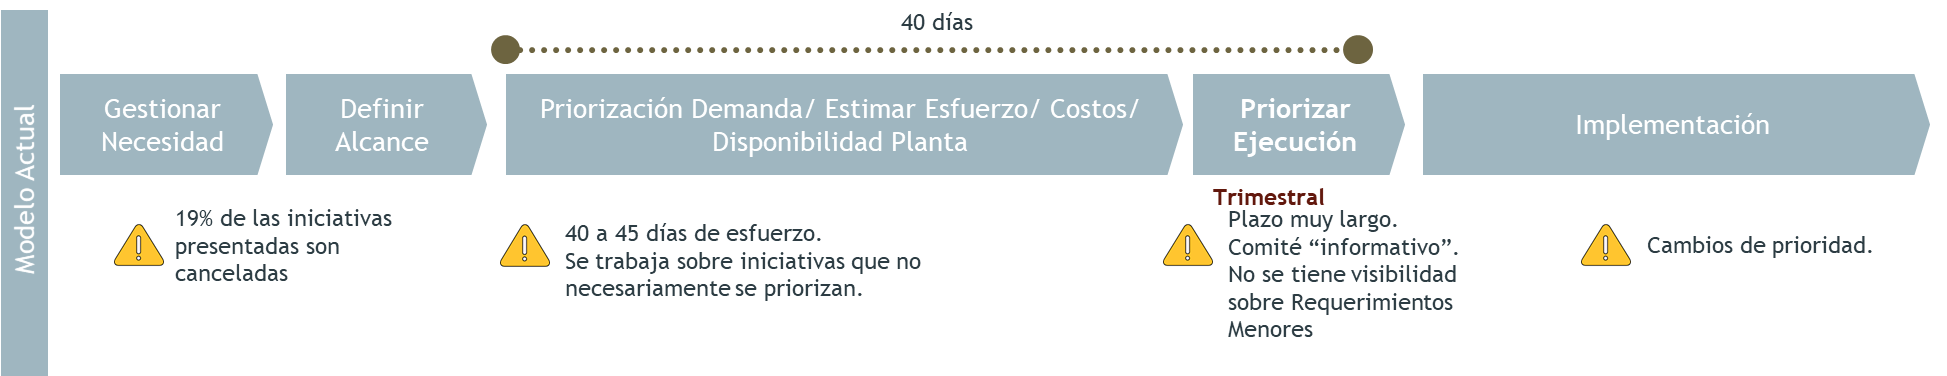 40 días
Modelo Actual
Gestionar
Necesidad
Definir
Alcance
Priorización Demanda/ Estimar Esfuerzo/ Costos/
Disponibilidad Planta
Priorizar
Ejecución
Implementación
19% de las iniciativas
presentadas son
canceladas
40 a 45 días de esfuerzo.
Se trabaja sobre iniciativas que no
necesariamente se priorizan.
Trimestral
Plazo muy largo.
Comité “informativo”.
No se tiene visibilidad
sobre Requerimientos
Menores
Cambios de prioridad.